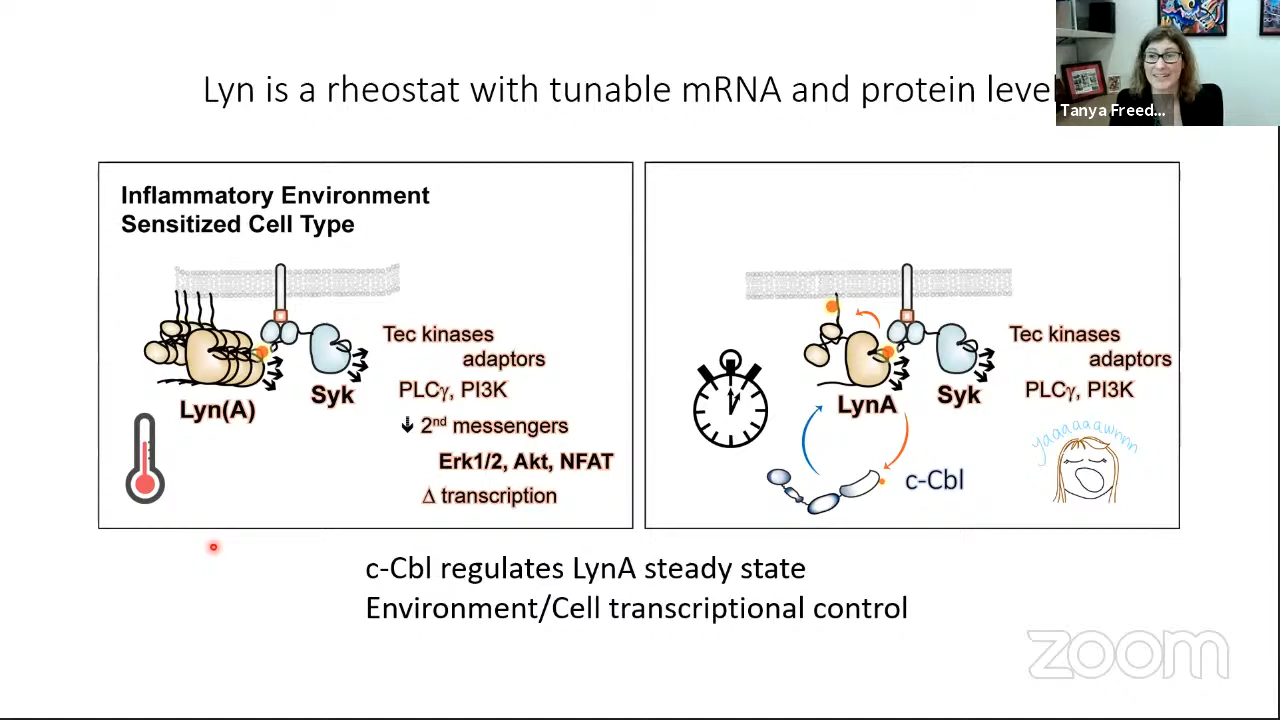 Lyn is a rheostat with tunable mRNA and protein level
Tanya Freed...
Inflammatory Environment
Sensitized Cell Type
Tec kinases
adaptors
PLCγ, PI3K
Lyn(A)
Syk
2nd messengers
Erk1/2, Akt, NFAT
Δ transcription
Tec kinases
adaptors
PLCγ, PI3K
LynA
Syk
yaaaaaawnnn
c-Cbl
c-Cbl regulates LynA steady state
Environment/Cell transcriptional control
zoom